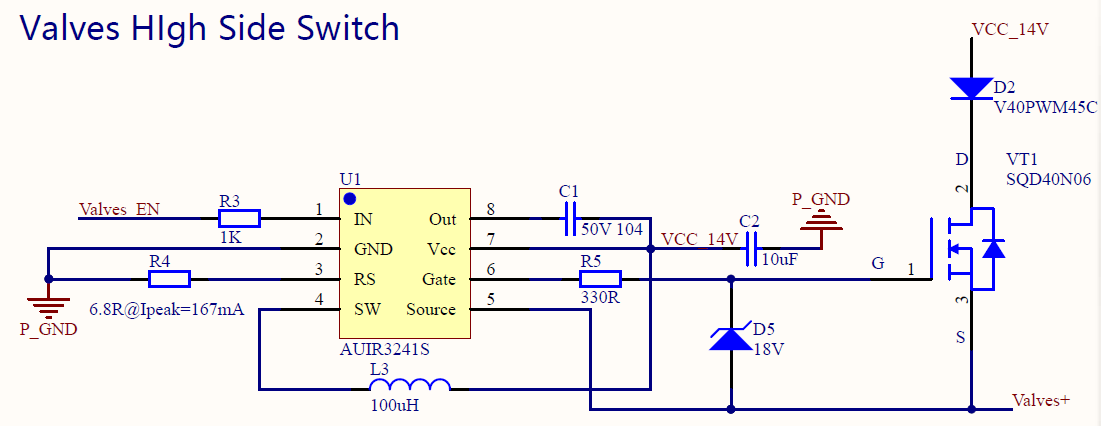 Valves HIgh Side Switch
VCC_14V
D2
V40PWM45C
D
2
VT1
SQD40N06
U1
C1
50V 104
P_GND
R3
Valves_EN
1K
1
IN
Out
8
2
GND
Vcc
7
VCC_14V
C2
10uF
R4
3
RS
Gate
6
R5
330R
G
1
6.8R@Ipeak=167mA
4
SW
Source
5
P_GND
AUIR3241S
3
S
D5
18V
L3
100uH
Valves+